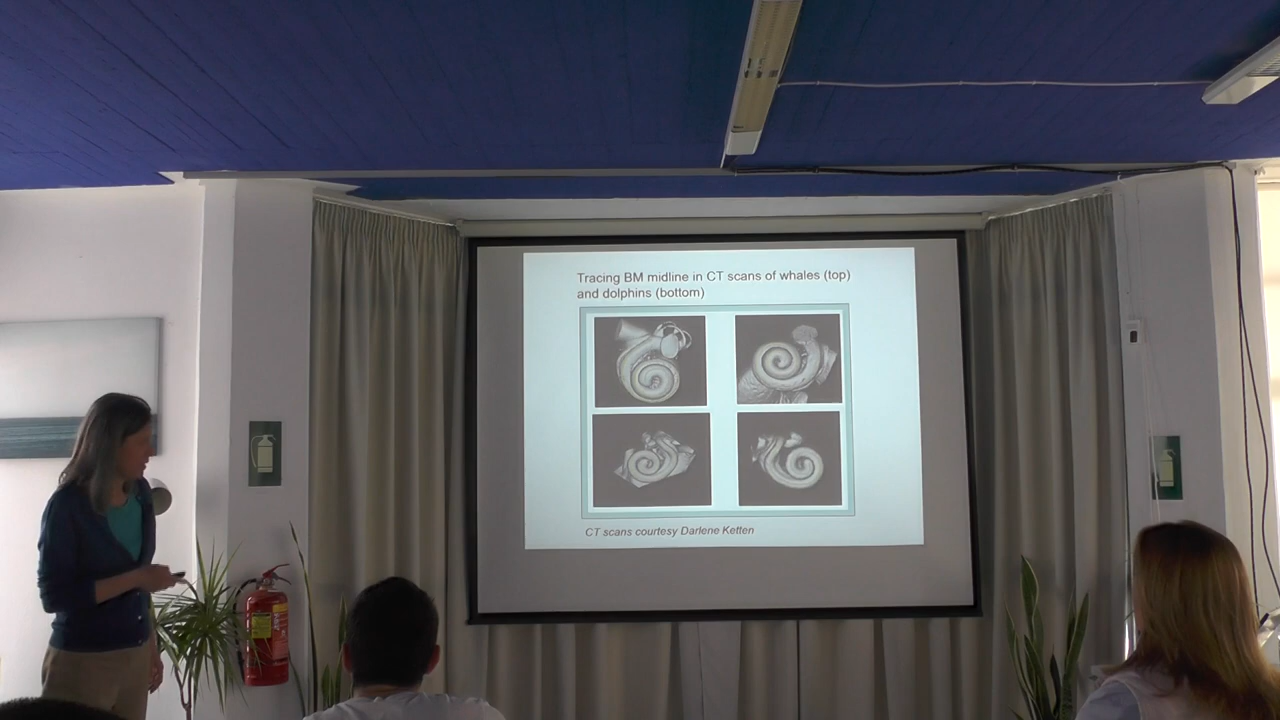 Tracing BM midline in CT scans of whales (top)
and dolphins (bottom)
CT scans courtesy Darlene Ketten